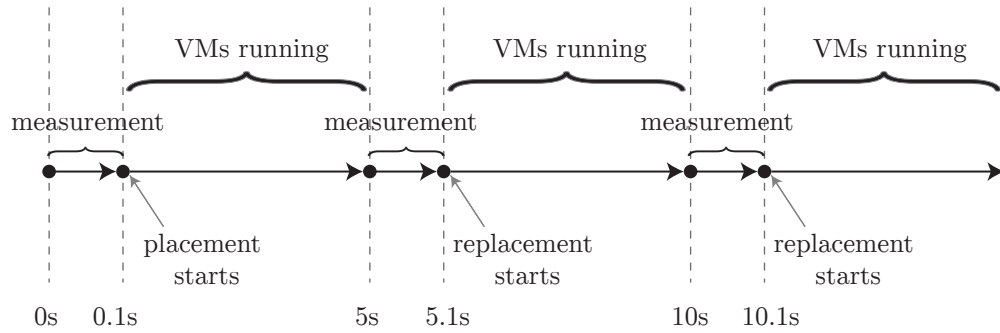 VMs running
VMs running
VMs running
measurement
measurement
measurement
placement
starts
replacement
starts
replacement
starts
0s
0.1s
5s
5.1s
10s
10.1s